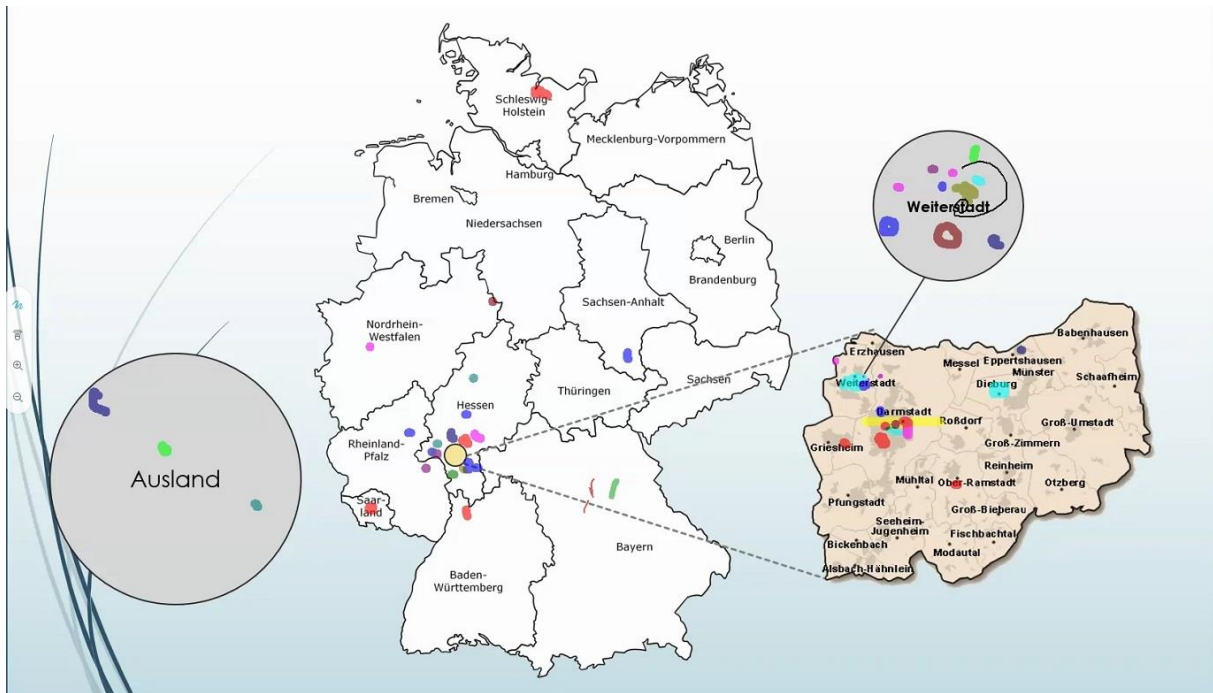 Schleswig-
Holstein
Mecklenburg-Vorpommern
Hamburg
Bremen
Niedersachsen
Berlin
Brandenburg
Sachsen-Anhalt
Nordrhein-
Westfalen
Hessen
Thüringen
Sachsen
Rheinland-
Pfalz
Saar-
land
Bayern
Baden-
Württemberg
Ausland
Weiterstadt
Babenhausen
Erzhausen
Messel
Eppertshausen
Münster
Schaafheim
Weiterstadt
Dieburg
Darmstadt
Roßdorf
Groß-Umstadt
Griesheim
Groß-Zimmern
Reinheim
Mühltal
Ober-Ramstadt
Otzberg
Pfungstadt
Groß-Bieberau
Seeheim-
Jugenheim
Fischbachtal
Bickenbach
Modautal
Alsbach-Hähnlein